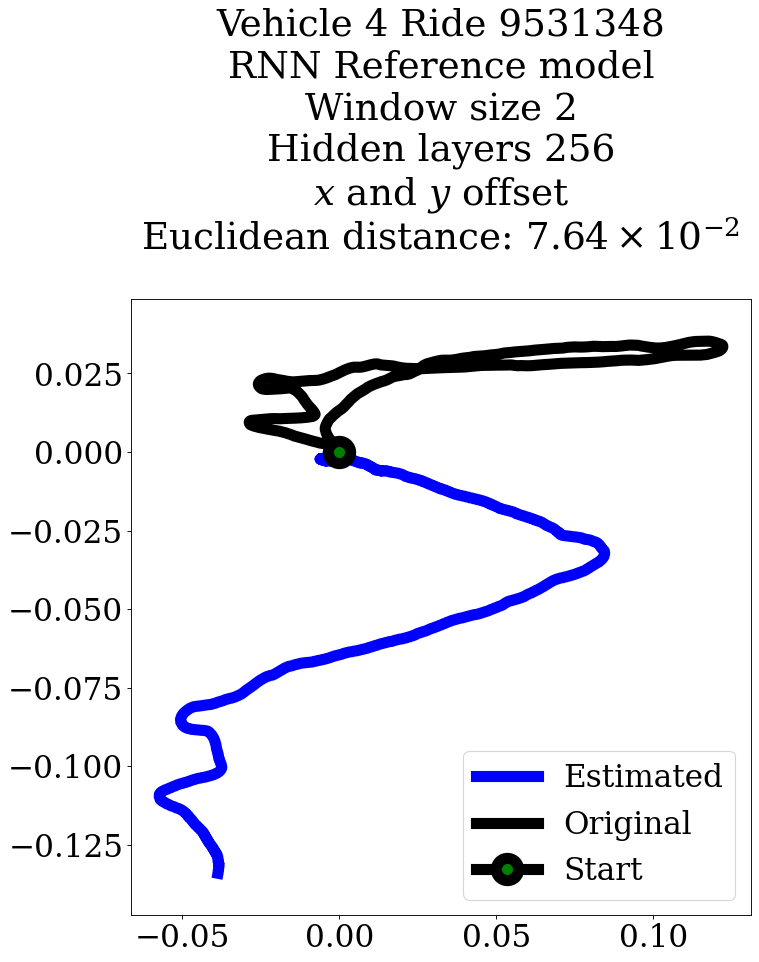 Vehicle 4 Ride 9531348
RNN Reference model
Window size 2
Hidden layers 256
x and y offset
Euclidean distance: 7.64 × 10⁻²
0.025
0.000
−0.025
−0.050
−0.075
−0.100
−0.125
Estimated
Original
Start
−0.05 0.00 0.05 0.10